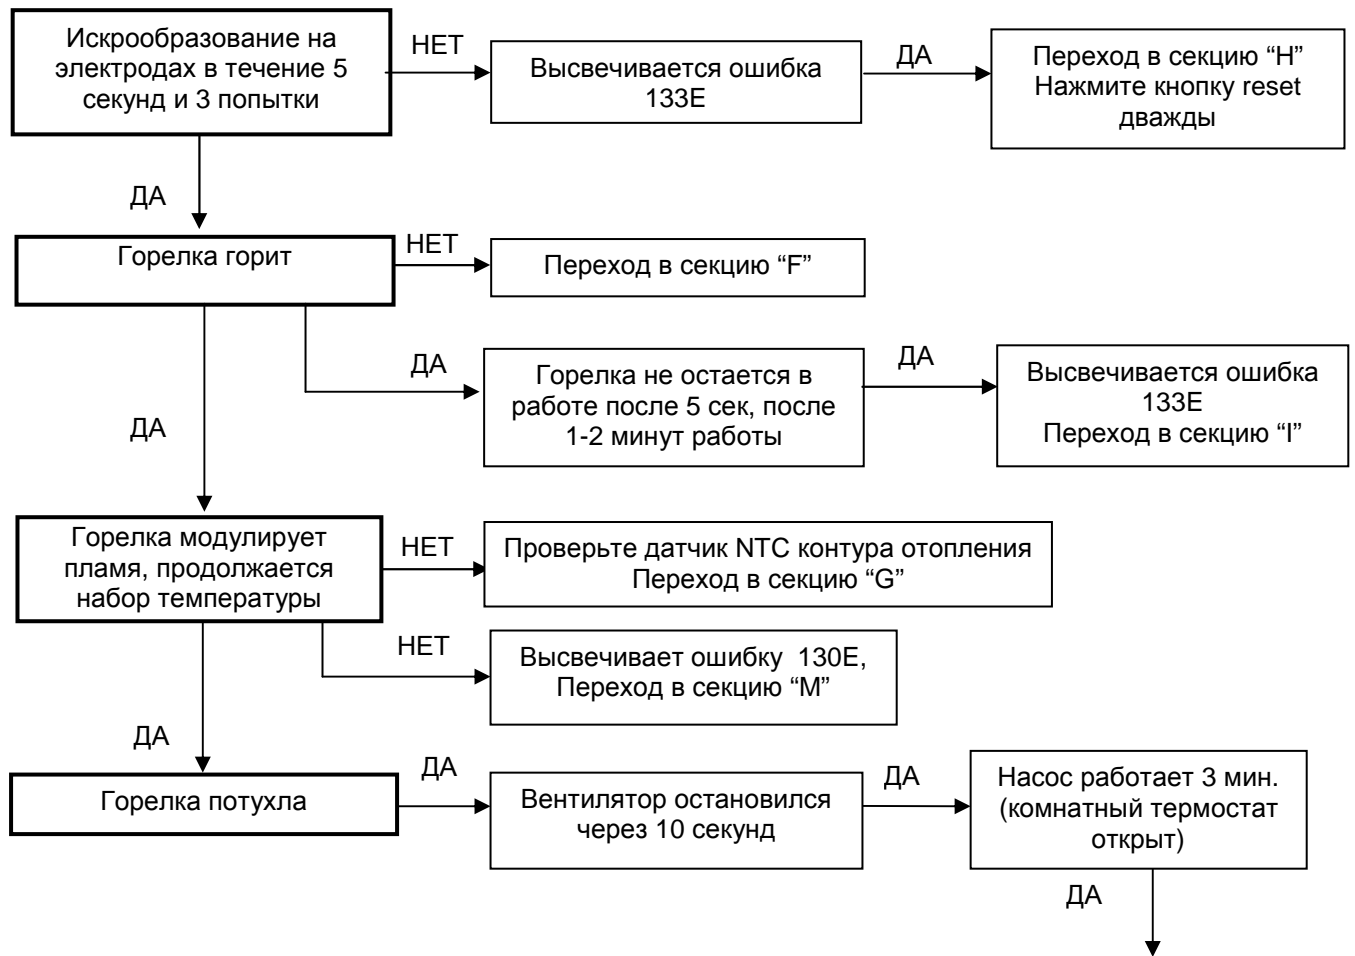 Искрообразование на
электродах в течение 5
секунд и 3 попытки
НЕТ
Высвечивается ошибка
133Е
ДА
Переход в секцию “H”
Нажмите кнопку reset
дважды
ДА
Горелка горит
НЕТ
Переход в секцию “F”
ДА
ДА
Горелка не остается в
работе после 5 сек, после
1-2 минут работы
ДА
Высвечивается ошибка
133Е
Переход в секцию “I”
Горелка модулирует
пламя, продолжается
набор температуры
НЕТ
Проверьте датчик NTC контура отопления
Переход в секцию “G”
НЕТ
Высвечивает ошибку 130Е,
Переход в секцию “М”
ДА
Горелка потухла
ДА
Вентилятор остановился
через 10 секунд
ДА
Насос работает 3 мин.
(комнатный термостат
открыт)
ДА